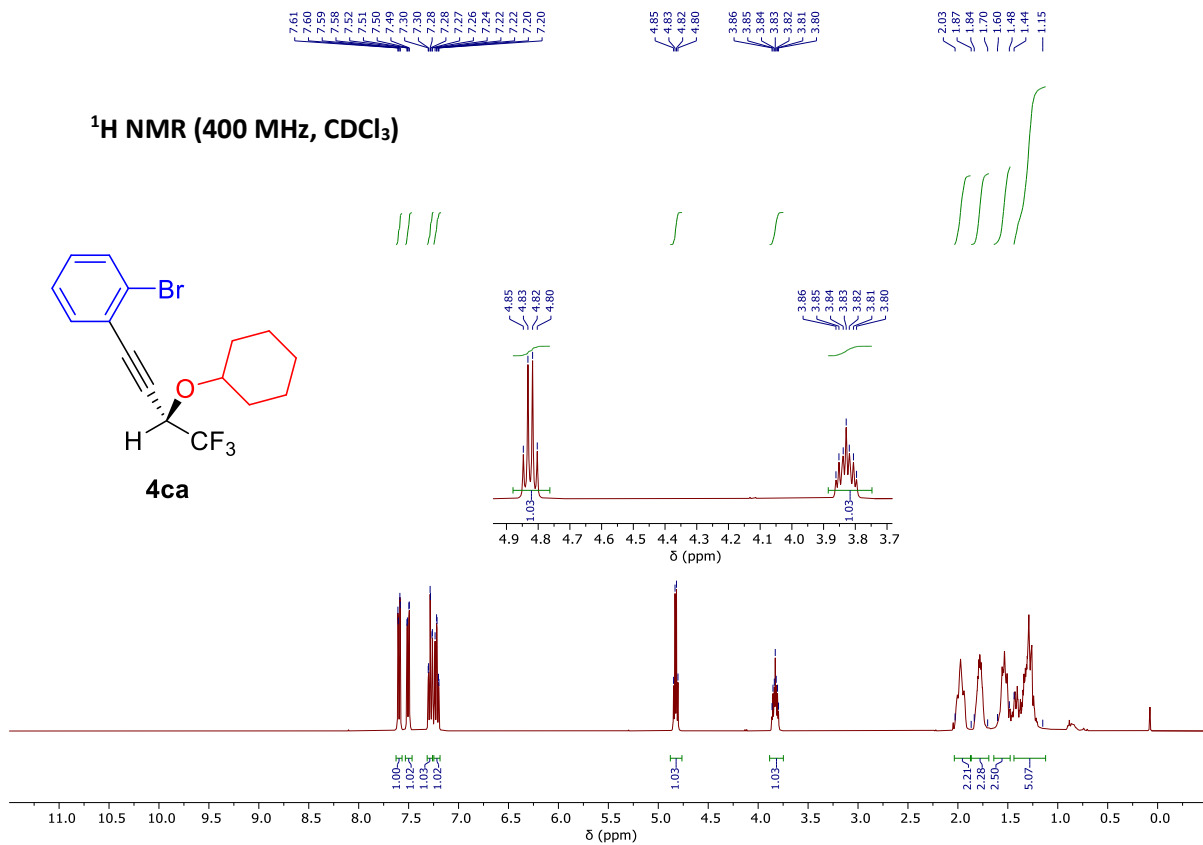 7.61 7.60 7.59 7.58 7.52 7.51 7.50 7.49 7.30 7.30 7.28 7.28 7.27 7.26 7.24 7.22 7.22 7.20 7.20
4.85 4.83 4.82 4.80
3.86 3.85 3.84 3.83 3.82 3.81 3.80
2.03 1.87 1.84 1.70 1.60 1.48 1.44 1.15
¹H NMR (400 MHz, CDCl₃)
Br
O
H
CF₃
4ca
4.85 4.83 4.82 4.80
3.86 3.85 3.84 3.83 3.82 3.81 3.80
1.03 1.03
4.9 4.8 4.7 4.6 4.5 4.4 4.3 4.2 4.1 4.0 3.9 3.8 3.7
δ (ppm)
1.00 1.02 1.03 1.02 1.03 1.03 2.21 2.28 2.50 5.07
11.0 10.5 10.0 9.5 9.0 8.5 8.0 7.5 7.0 6.5 6.0 5.5 5.0 4.5 4.0 3.5 3.0 2.5 2.0 1.5 1.0 0.5 0.0
δ (ppm)